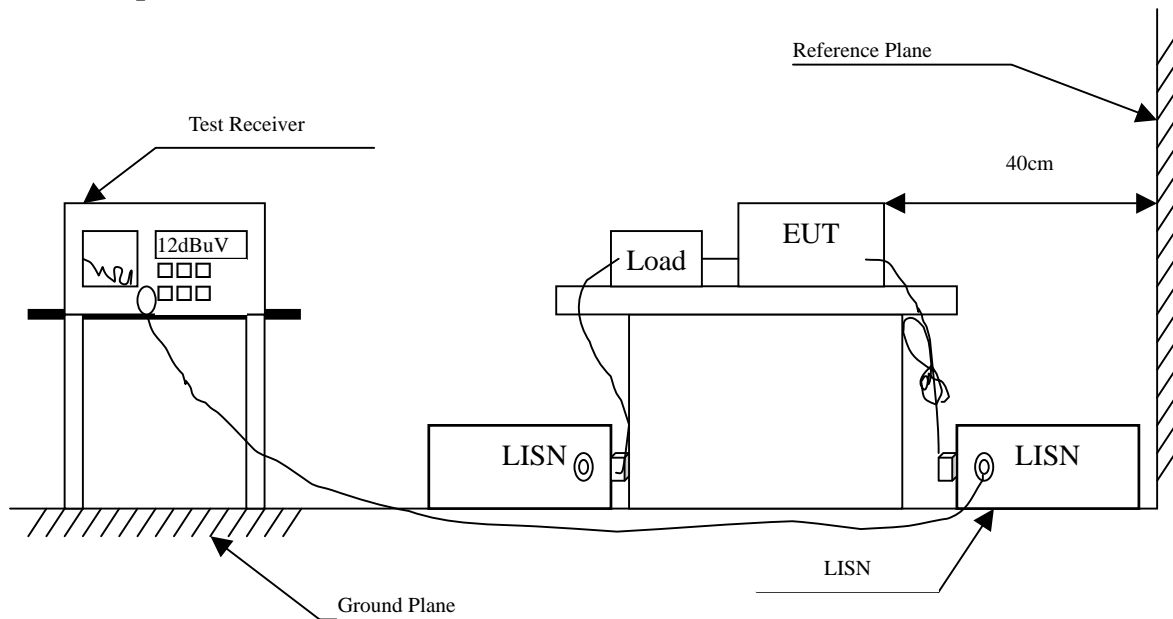 Reference Plane
Test Receiver
40cm
12dBuV
EUT
Load
LISN
LISN
LISN
Ground Plane